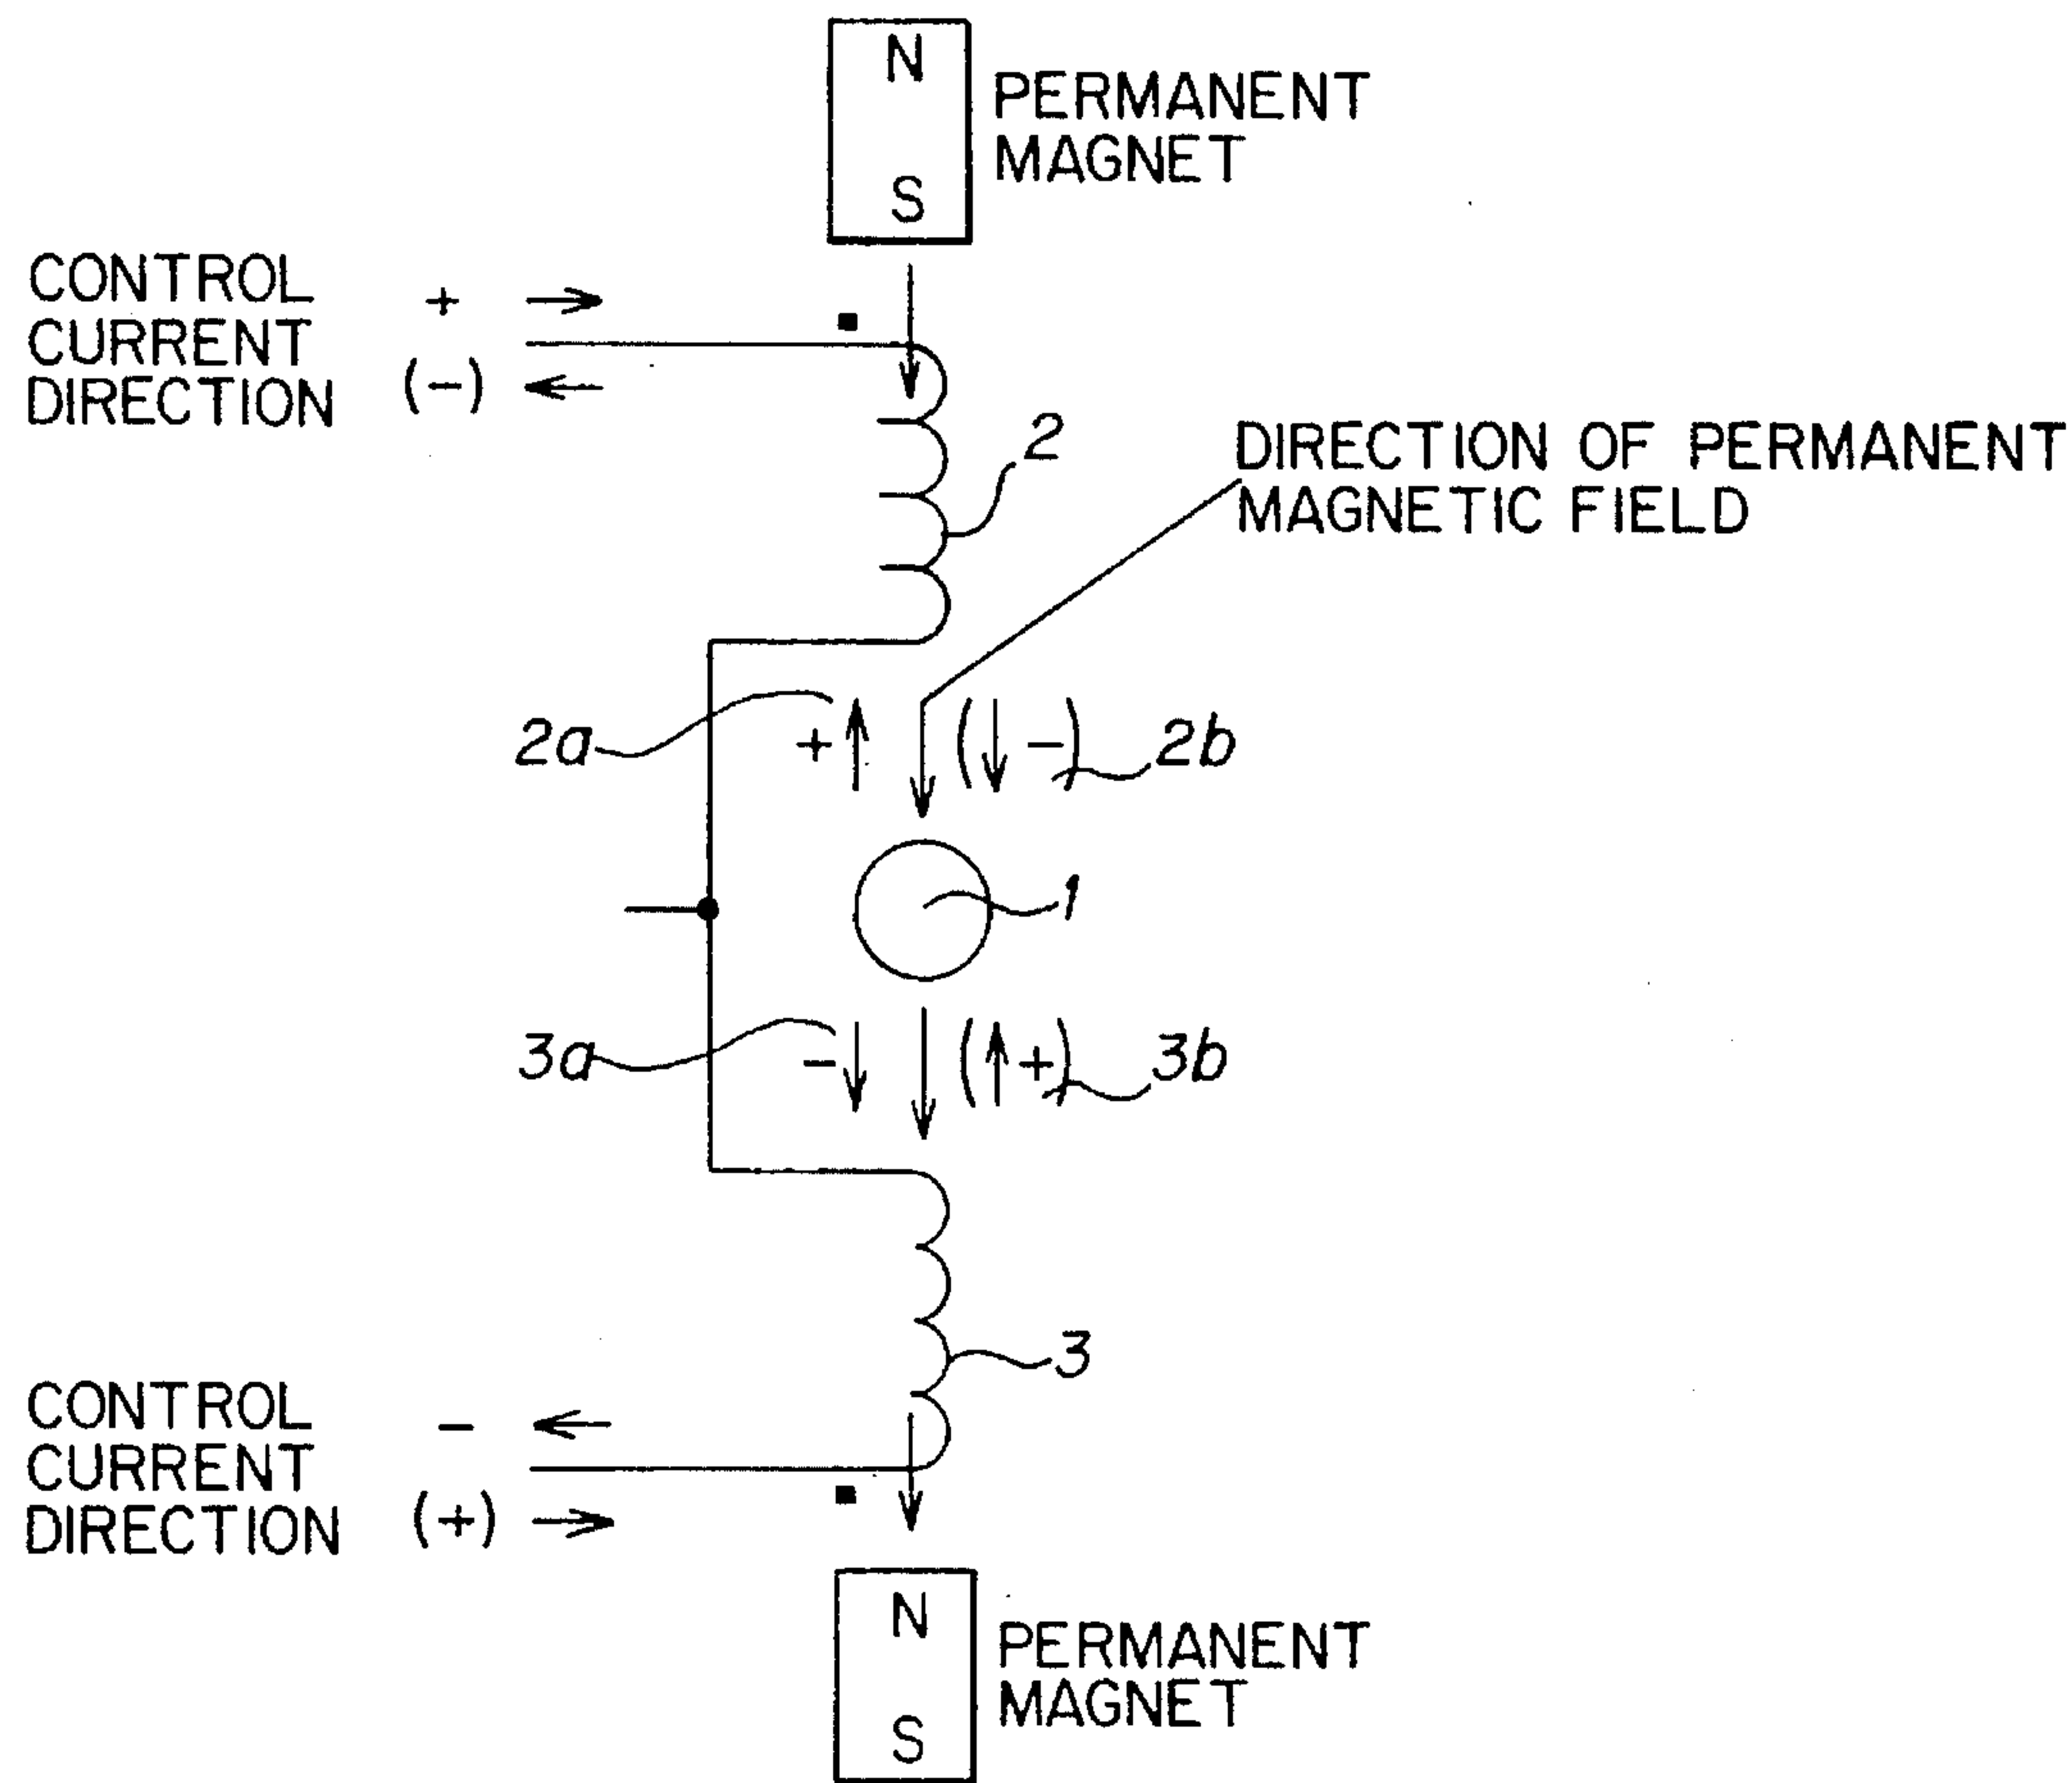 N
S
PERMANENT
MAGNET
CONTROL
CURRENT
DIRECTION
+
(-)
2
DIRECTION OF PERMANENT
MAGNETIC FIELD
2a
+
(-)
2b
1
3a
-
(+)
3b
3
CONTROL
CURRENT
DIRECTION
-
(+)
N
S
PERMANENT
MAGNET